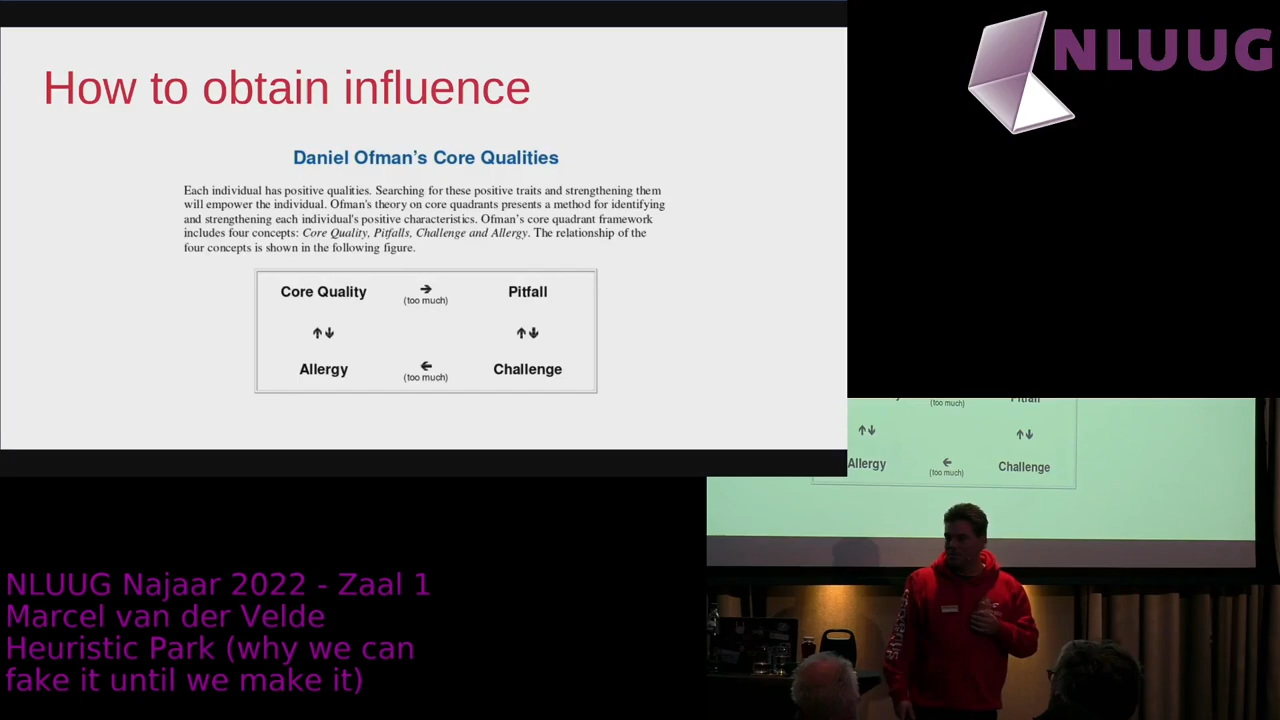 How to obtain influence
Daniel Ofman's Core Qualities
Each individual has positive qualities. Searching for these positive traits and strengthening them
will empower the individual. Ofman's theory on core quadrants presents a method for identifying
and strengthening each individual's positive characteristics. Ofman's core quadrant framework
includes four concepts: Core Quality, Pitfalls, Challenge and Allergy. The relationship of the
four concepts is shown in the following figure.
Core Quality → Pitfall
(too much)
↑↓ ↑↓
Allergy ← Challenge
(too much)
NLUUG
(too much) Pitfall
↑↓ ↑↓
Allergy ← Challenge
(too much)
NLUUG Najaar 2022 - Zaal 1
Marcel van der Velde
Heuristic Park (why we can
fake it until we make it)